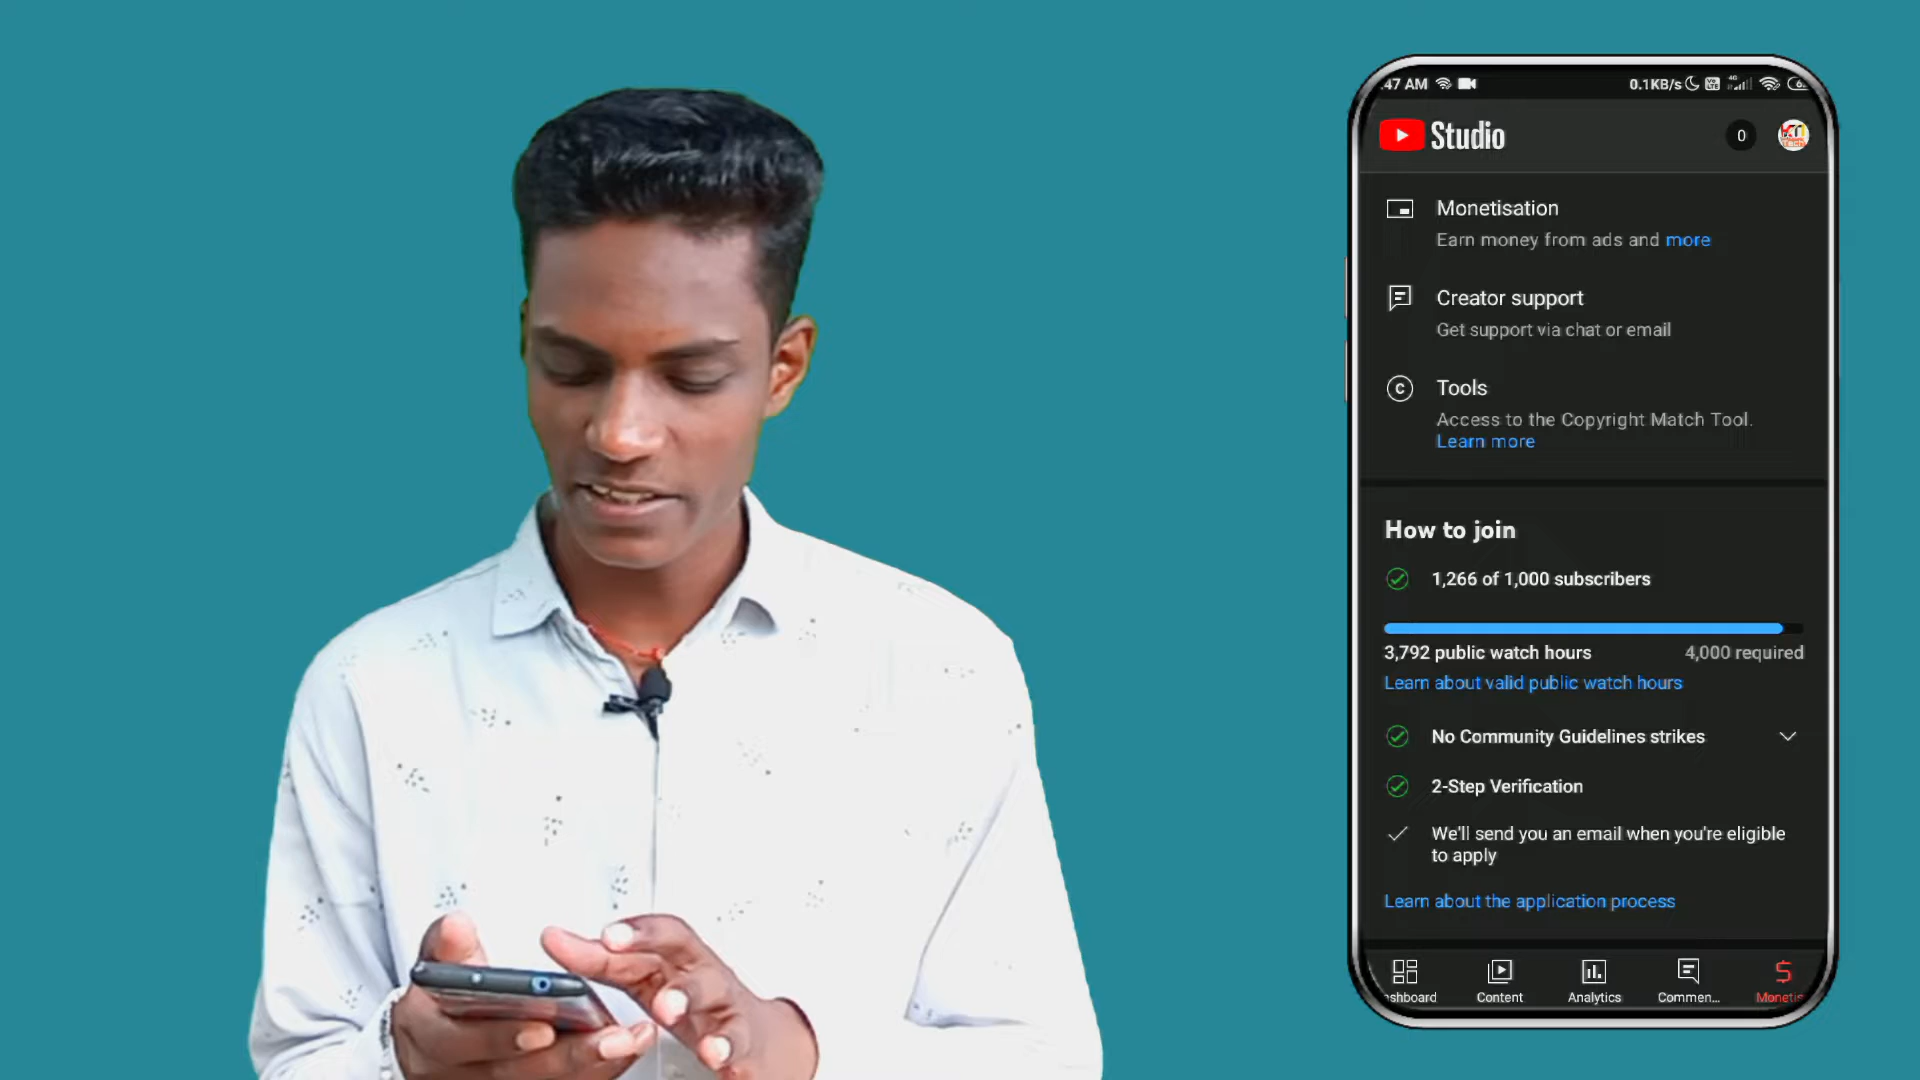 :47 AM
0.1KB/s
Studio
0
Monetisation
Earn money from ads and more
Creator support
Get support via chat or email
Tools
Access to the Copyright Match Tool.
Learn more
How to join
1,266 of 1,000 subscribers
3,792 public watch hours 4,000 required
Learn about valid public watch hours
No Community Guidelines strikes
2-Step Verification
We'll send you an email when you're eligible
to apply
Learn about the application process
shboard Content Analytics Commen... Monetis